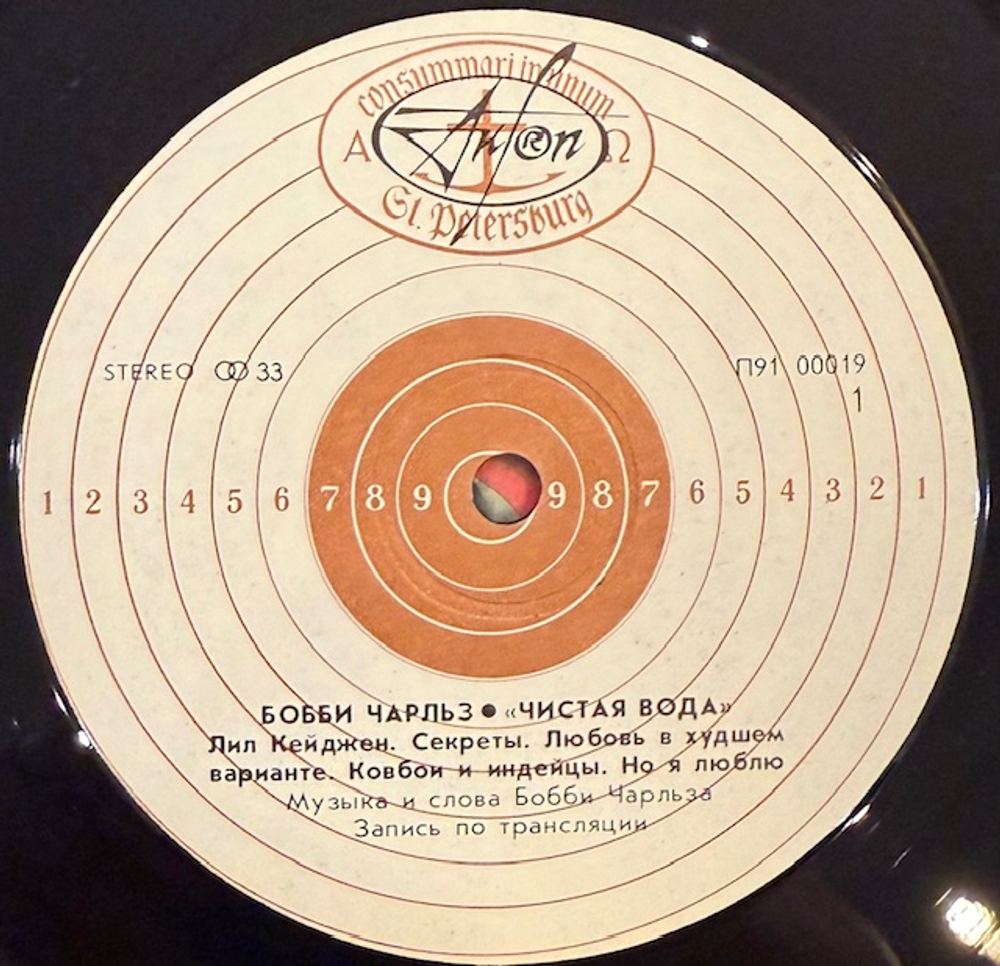 consummari in unum
Α Ω
АнТроп
St. Petersburg
STEREO 33
П91 00019
1
1 2 3 4 5 6 7 8 9 9 8 7 6 5 4 3 2 1
БОББИ ЧАРЛЬЗ ● «ЧИСТАЯ ВОДА»
Лил Кейджен. Секреты. Любовь в худшем
варианте. Ковбои и индейцы. Но я люблю
Музыка и слова Бобби Чарльза
Запись по трансляции